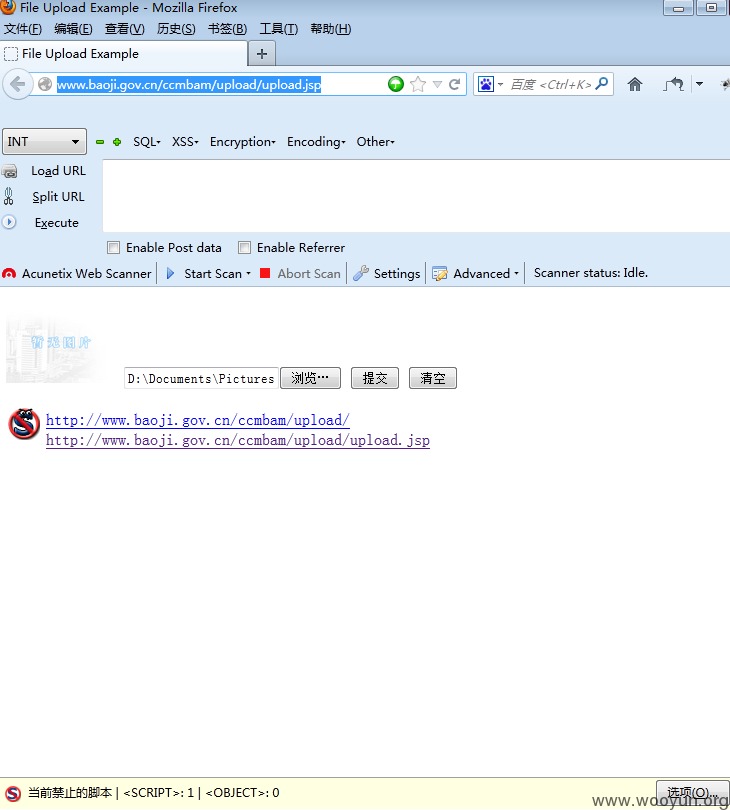 File Upload Example - Mozilla Firefox
文件(F) 编辑(E) 查看(V) 历史(S) 书签(B) 工具(T) 帮助(H)
File Upload Example
www.baoji.gov.cn/ccmbam/upload/upload.jsp 百度 <Ctrl+K>
INT SQL XSS Encryption Encoding Other
Load URL
Split URL
Execute
Enable Post data Enable Referrer
Acunetix Web Scanner Start Scan Abort Scan Settings Advanced Scanner status: Idle.
暂无图片
D:\Documents\Pictures 浏览… 提交 清空
http://www.baoji.gov.cn/ccmbam/upload/
http://www.baoji.gov.cn/ccmbam/upload/upload.jsp
当前禁止的脚本 | <SCRIPT>: 1 | <OBJECT>: 0 选项(O)...
www.wooyun.org